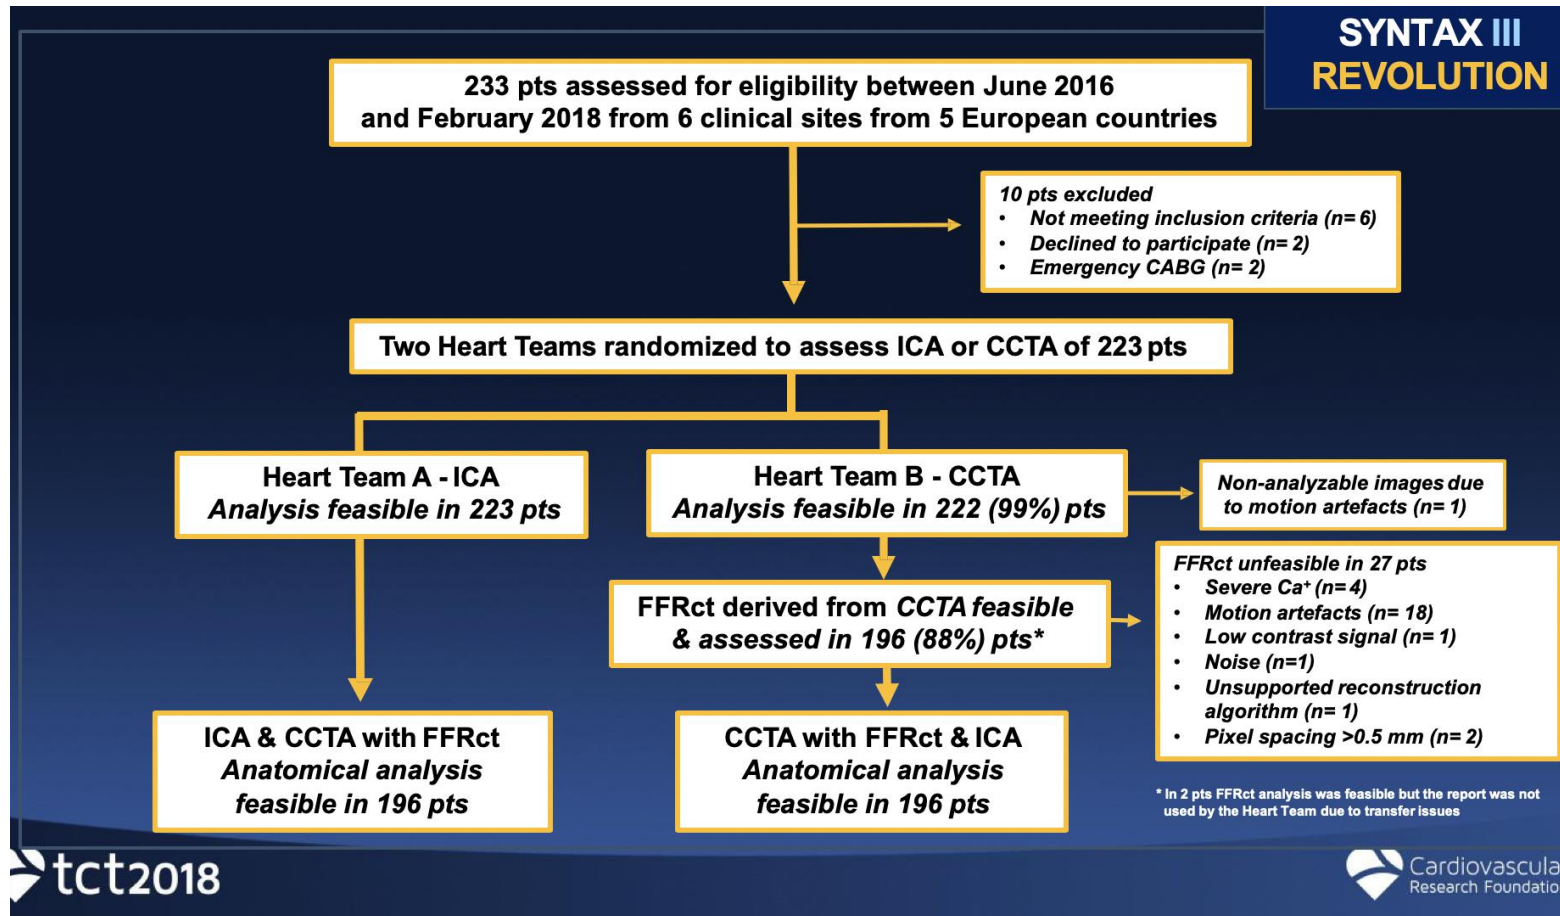 SYNTAX III
REVOLUTION
233 pts assessed for eligibility between June 2016
and February 2018 from 6 clinical sites from 5 European countries
10 pts excluded
• Not meeting inclusion criteria (n= 6)
• Declined to participate (n= 2)
• Emergency CABG (n= 2)
Two Heart Teams randomized to assess ICA or CCTA of 223 pts
Heart Team A - ICA
Analysis feasible in 223 pts
Heart Team B - CCTA
Analysis feasible in 222 (99%) pts
Non-analyzable images due
to motion artefacts (n= 1)
FFRct derived from CCTA feasible
& assessed in 196 (88%) pts*
FFRct unfeasible in 27 pts
• Severe Ca⁺ (n= 4)
• Motion artefacts (n= 18)
• Low contrast signal (n= 1)
• Noise (n=1)
• Unsupported reconstruction
algorithm (n= 1)
• Pixel spacing >0.5 mm (n= 2)
ICA & CCTA with FFRct
Anatomical analysis
feasible in 196 pts
CCTA with FFRct & ICA
Anatomical analysis
feasible in 196 pts
* In 2 pts FFRct analysis was feasible but the report was not
used by the Heart Team due to transfer issues
tct2018
Cardiovascula
Research Foundatio